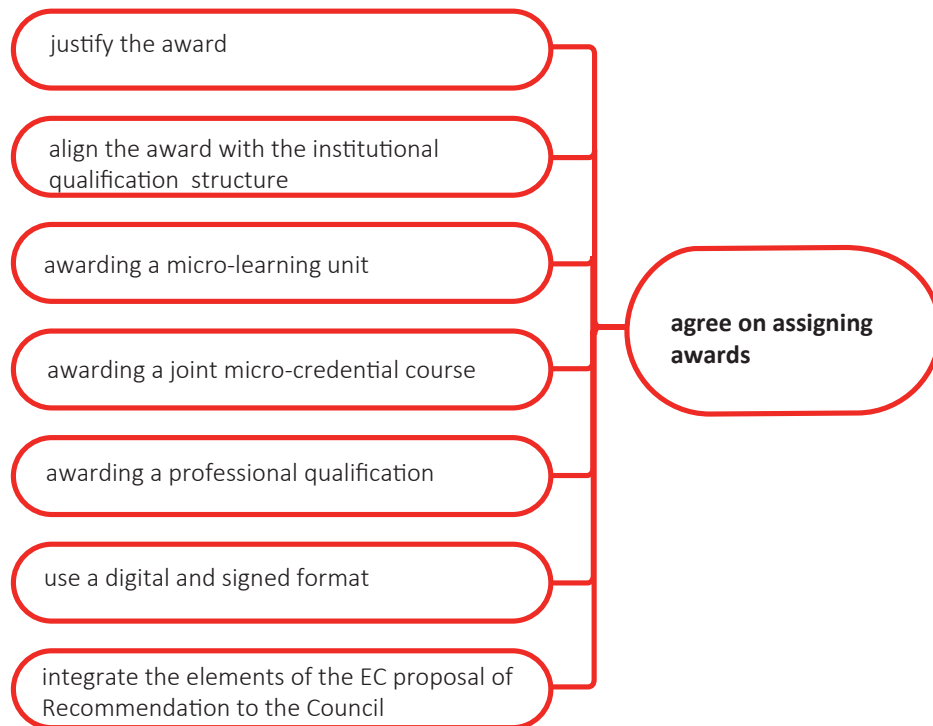 justify the award
align the award with the institutional
qualification  structure
awarding a micro-learning unit
awarding a joint micro-credential course
awarding a professional qualification
use a digital and signed format
integrate the elements of the EC proposal of
Recommendation to the Council
agree on assigning
awards